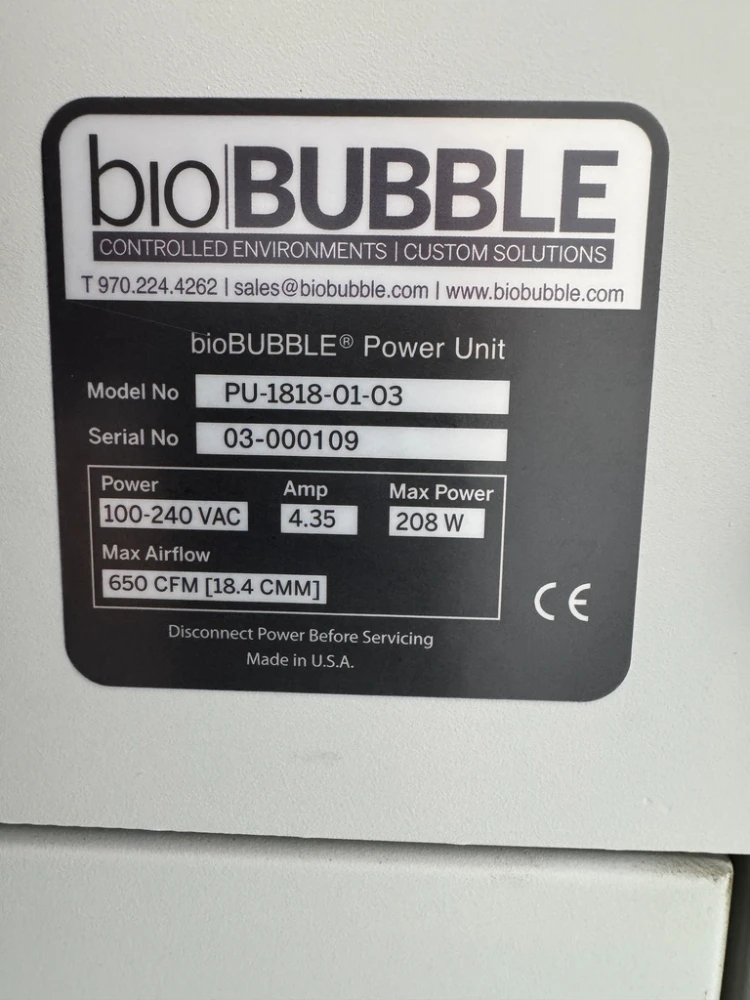 bio|BUBBLE
CONTROLLED ENVIRONMENTS | CUSTOM SOLUTIONS
T 970.224.4262 | sales@biobubble.com | www.biobubble.com
bioBUBBLE® Power Unit
Model No PU-1818-01-03
Serial No 03-000109
Power Amp Max Power
100-240 VAC 4.35 208 W
Max Airflow
650 CFM [18.4 CMM]
CE
Disconnect Power Before Servicing
Made in U.S.A.